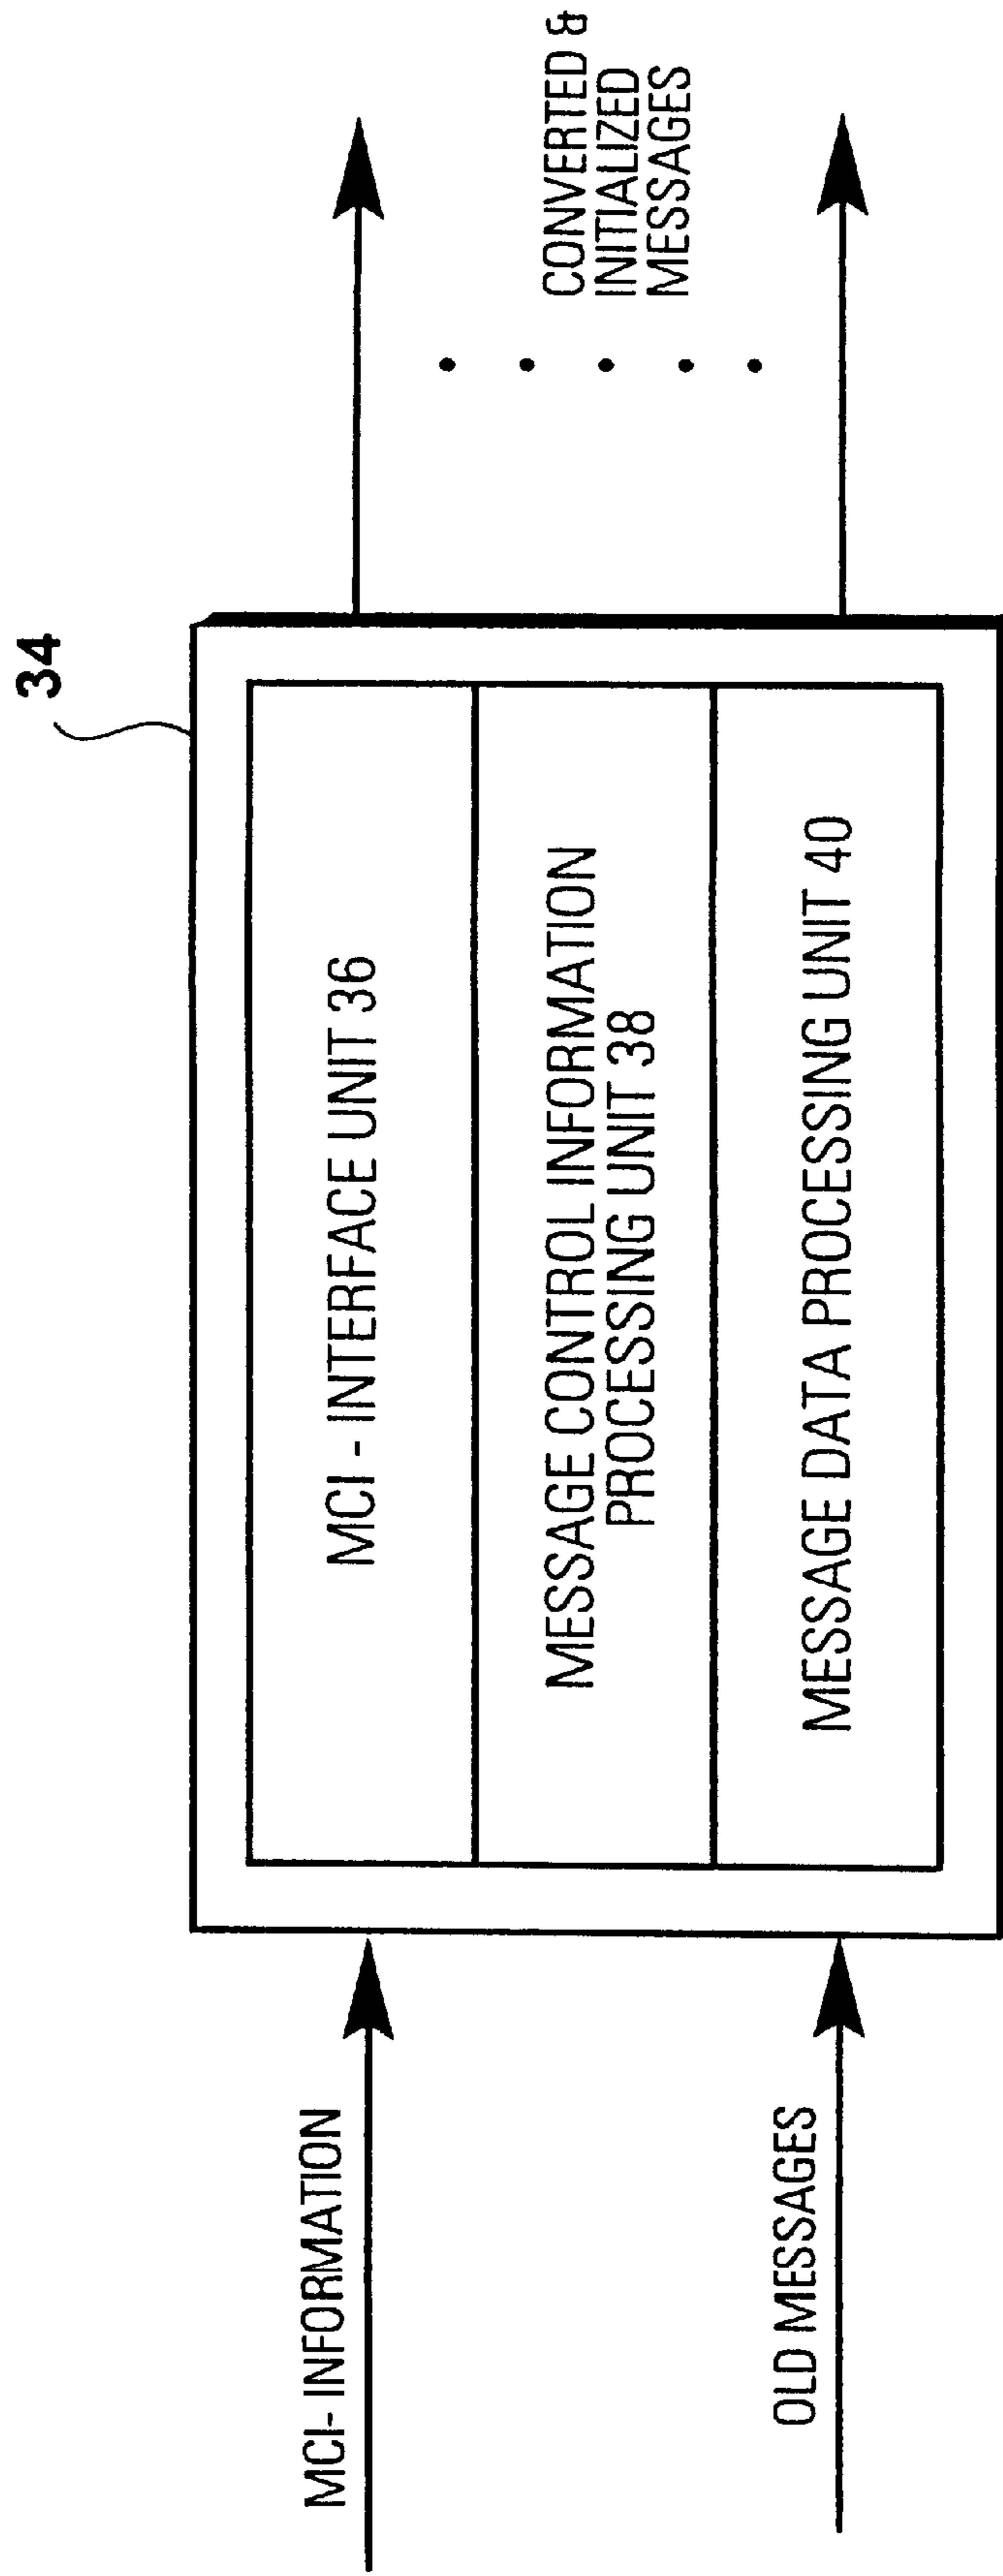 34
MCI- INFORMATION
OLD MESSAGES
MCI - INTERFACE UNIT 36
MESSAGE CONTROL INFORMATION
PROCESSING UNIT 38
MESSAGE DATA PROCESSING UNIT 40
CONVERTED &
INITIALIZED
MESSAGES